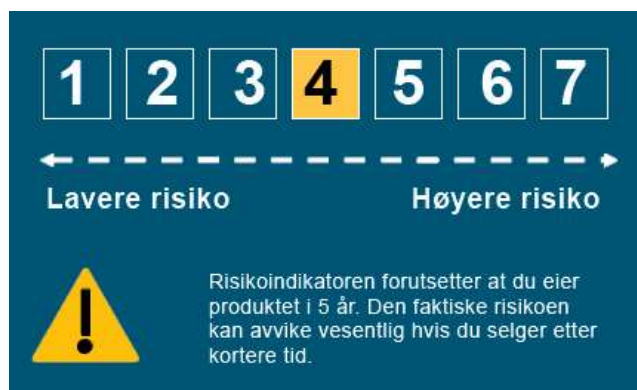 1 2 3 4 5 6 7
Lavere risiko Høyere risiko
Risikoindikatoren forutsetter at du eier
produktet i 5 år. Den faktiske risikoen
kan avvike vesentlig hvis du selger etter
kortere tid.